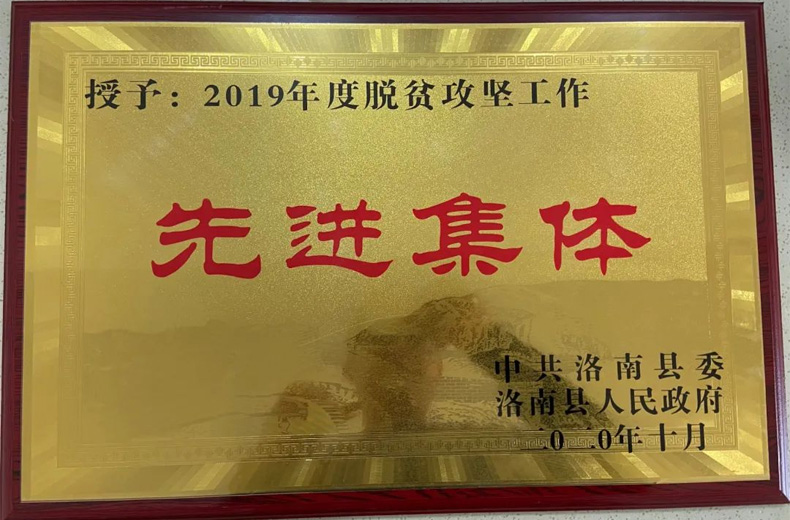 授予：2019年度脱贫攻坚工作
先进集体
中共洛南县委
洛南县人民政府
二0二0年十月